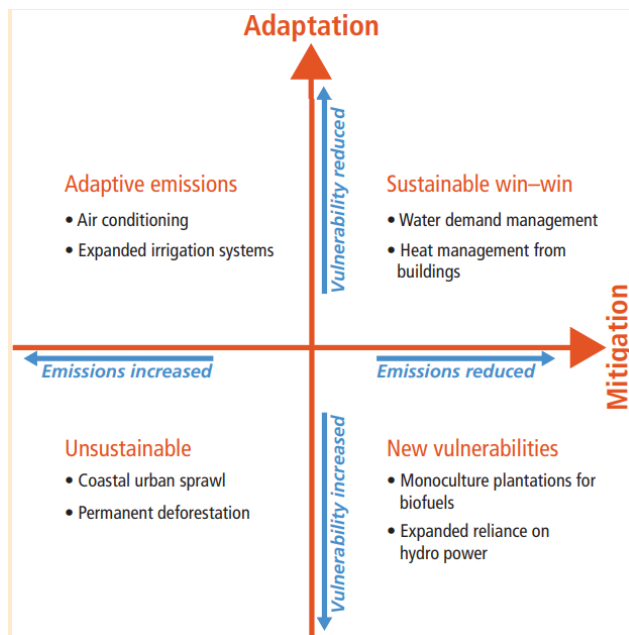 Adaptation
Adaptive emissions
• Air conditioning
• Expanded irrigation systems
Vulnerability reduced
Sustainable win–win
• Water demand management
• Heat management from
buildings
Emissions increased
Emissions reduced
Mitigation
Unsustainable
• Coastal urban sprawl
• Permanent deforestation
Vulnerability increased
New vulnerabilities
• Monoculture plantations for
biofuels
• Expanded reliance on
hydro power